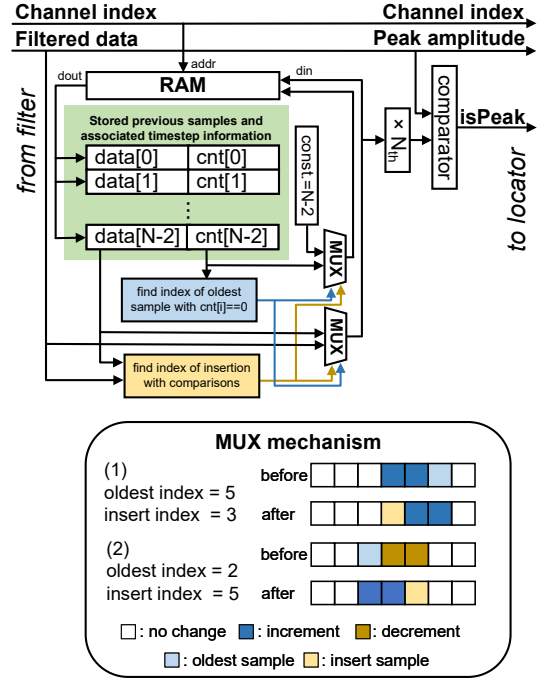 Channel index
Channel index
Filtered data
Peak amplitude
dout
addr
din
RAM
from filter
Stored previous samples and
associated timestep information
data[0]
cnt[0]
data[1]
cnt[1]
⋮
data[N-2]
cnt[N-2]
const.=N-2
× Nth
comparator
isPeak
to locator
MUX
find index of oldest
sample with cnt[i]==0
MUX
find index of insertion
with comparisons
MUX mechanism
(1)
oldest index = 5
insert index = 3
before
after
(2)
oldest index = 2
insert index = 5
before
after
: no change
: increment
: decrement
: oldest sample
: insert sample